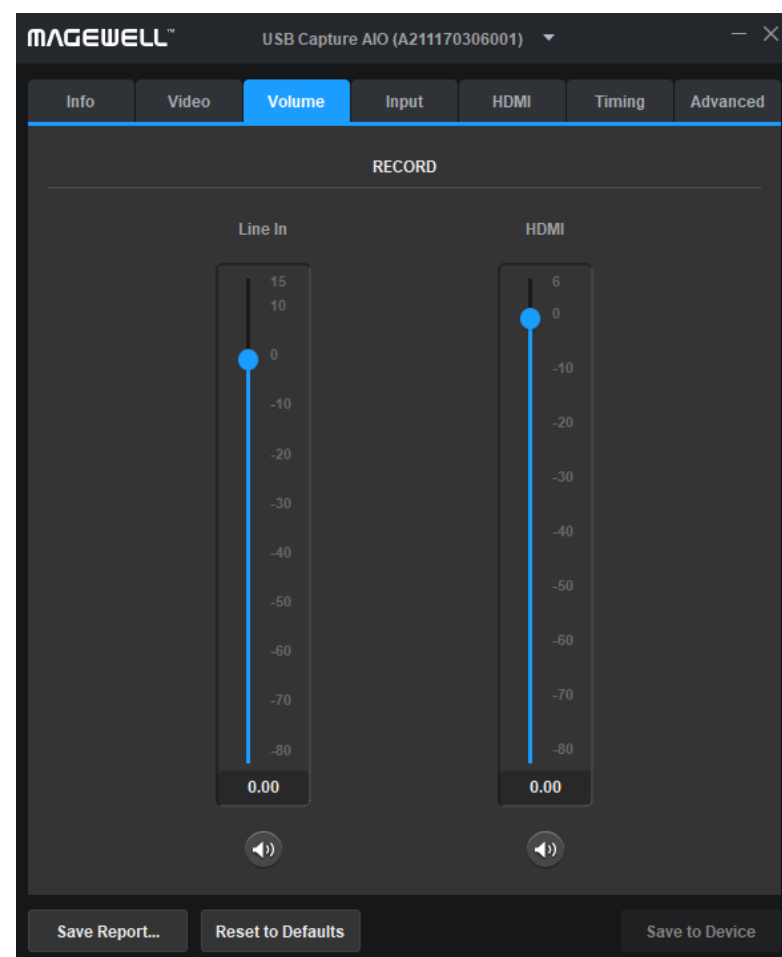 MAGEWELL™ USB Capture AIO (A211170306001)
Info Video Volume Input HDMI Timing Advanced
RECORD
Line In HDMI
15 6
10 0
0 -10
-10 -20
-20 -30
-30 -40
-40 -50
-50 -60
-60 -70
-70 -80
-80
0.00 0.00
Save Report... Reset to Defaults Save to Device